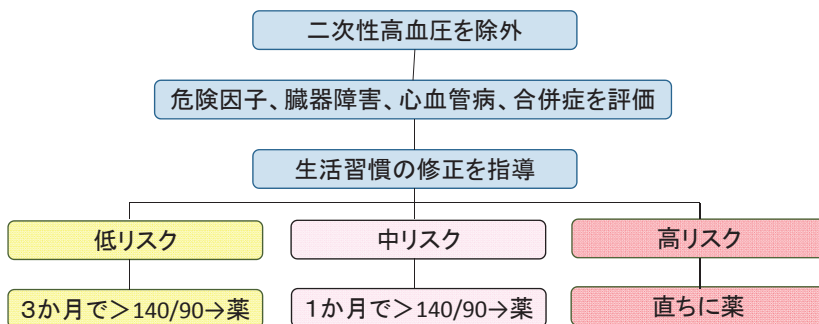 二次性高血圧を除外
危険因子、臓器障害、心血管病、合併症を評価
生活習慣の修正を指導
低リスク
中リスク
高リスク
３か月で＞140/90→薬
１か月で＞140/90→薬
直ちに薬